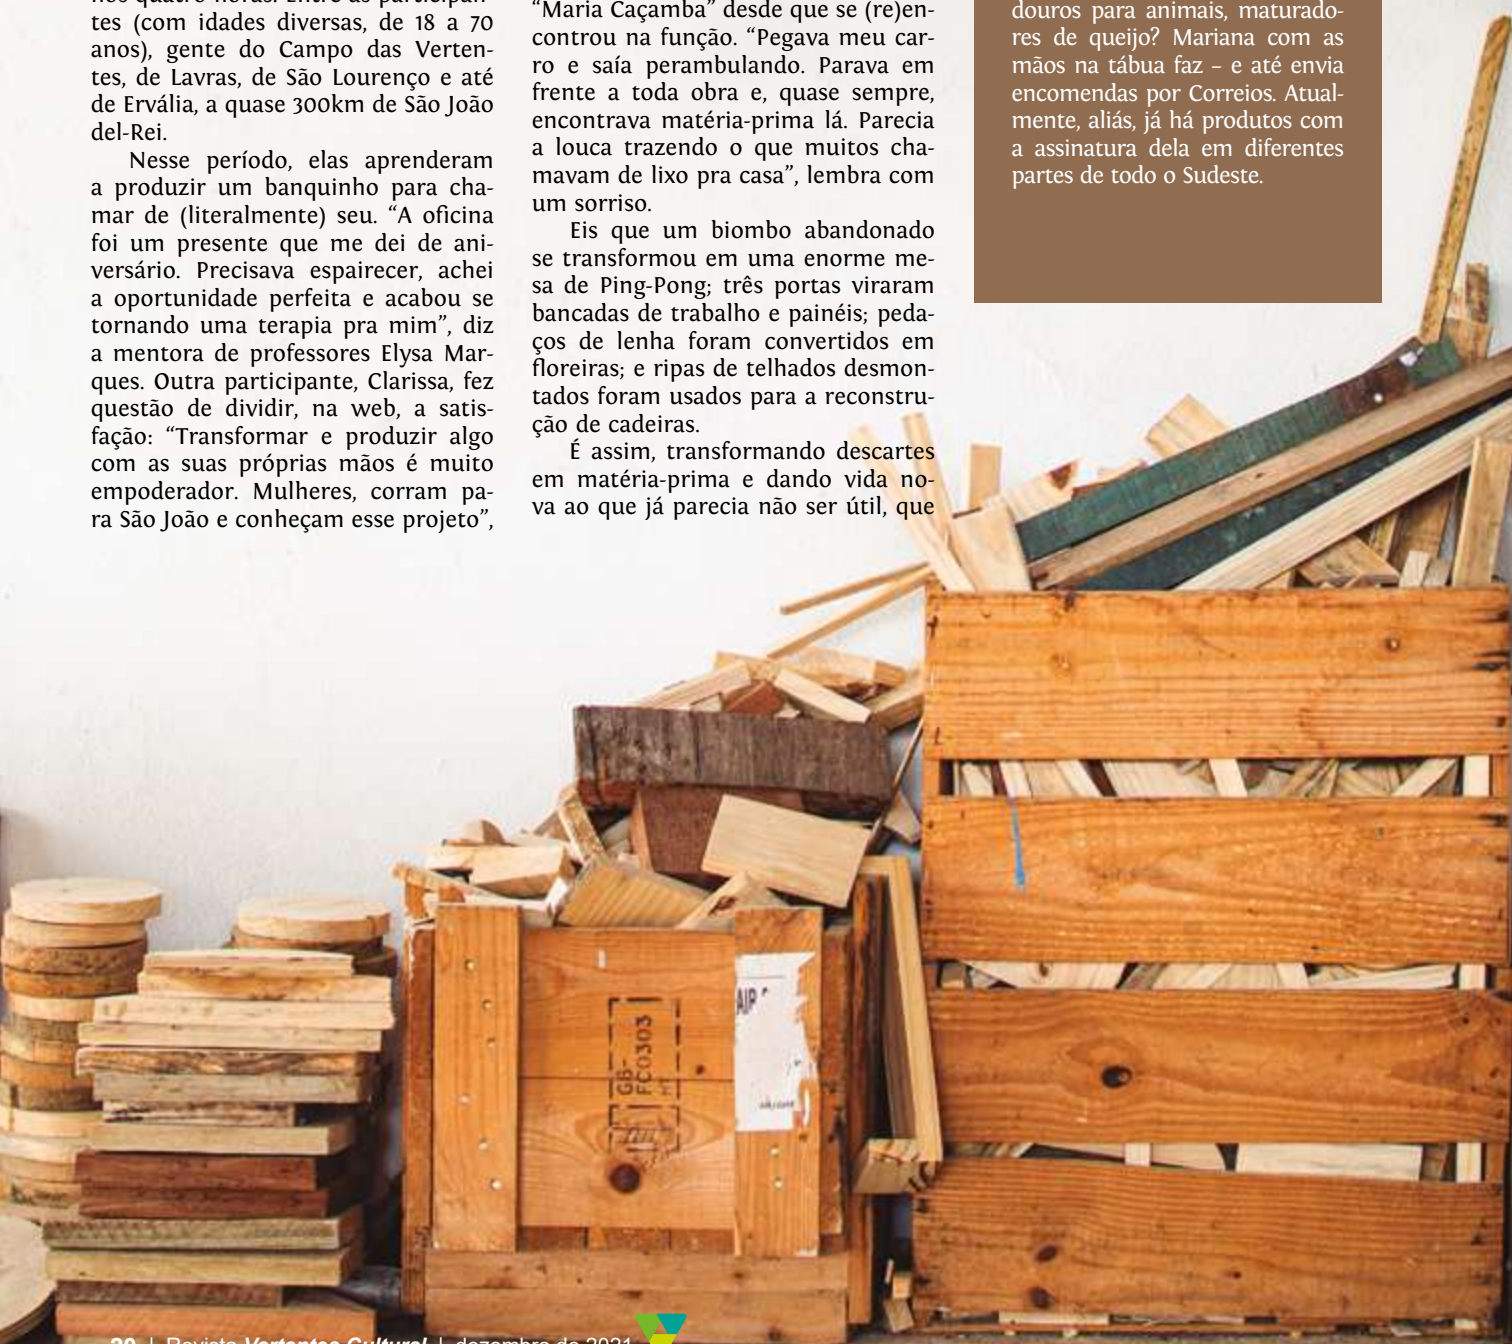 tes (com idades diversas, de 18 a 70
anos), gente do Campo das Verten-
tes, de Lavras, de São Lourenço e até
de Ervália, a quase 300km de São João
del-Rei.
Nesse período, elas aprenderam
a produzir um banquinho para cha-
mar de (literalmente) seu. “A oficina
foi um presente que me dei de ani-
versário. Precisava espairecer, achei
a oportunidade perfeita e acabou se
tornando uma terapia pra mim”, diz
a mentora de professores Elysa Mar-
ques. Outra participante, Clarissa, fez
questão de dividir, na web, a satis-
fação: “Transformar e produzir algo
com as suas próprias mãos é muito
empoderador. Mulheres, corram pa-
ra São João e conheçam esse projeto”,
“Maria Caçamba” desde que se (re)en-
controu na função. “Pegava meu car-
ro e saía perambulando. Parava em
frente a toda obra e, quase sempre,
encontrava matéria-prima lá. Parecia
a louca trazendo o que muitos cha-
mavam de lixo pra casa”, lembra com
um sorriso.
Eis que um biombo abandonado
se transformou em uma enorme me-
sa de Ping-Pong; três portas viraram
bancadas de trabalho e painéis; peda-
ços de lenha foram convertidos em
floreiras; e ripas de telhados desmon-
tados foram usados para a reconstru-
ção de cadeiras.
É assim, transformando descartes
em matéria-prima e dando vida no-
va ao que já parecia não ser útil, que
douros para animais, maturado-
res de queijo? Mariana com as
mãos na tábua faz – e até envia
encomendas por Correios. Atual-
mente, aliás, já há produtos com
a assinatura dela em diferentes
partes de todo o Sudeste.
GB-
FC0303
HT
AIR
| Revista Vertentes Cultural | dezembro de 2021